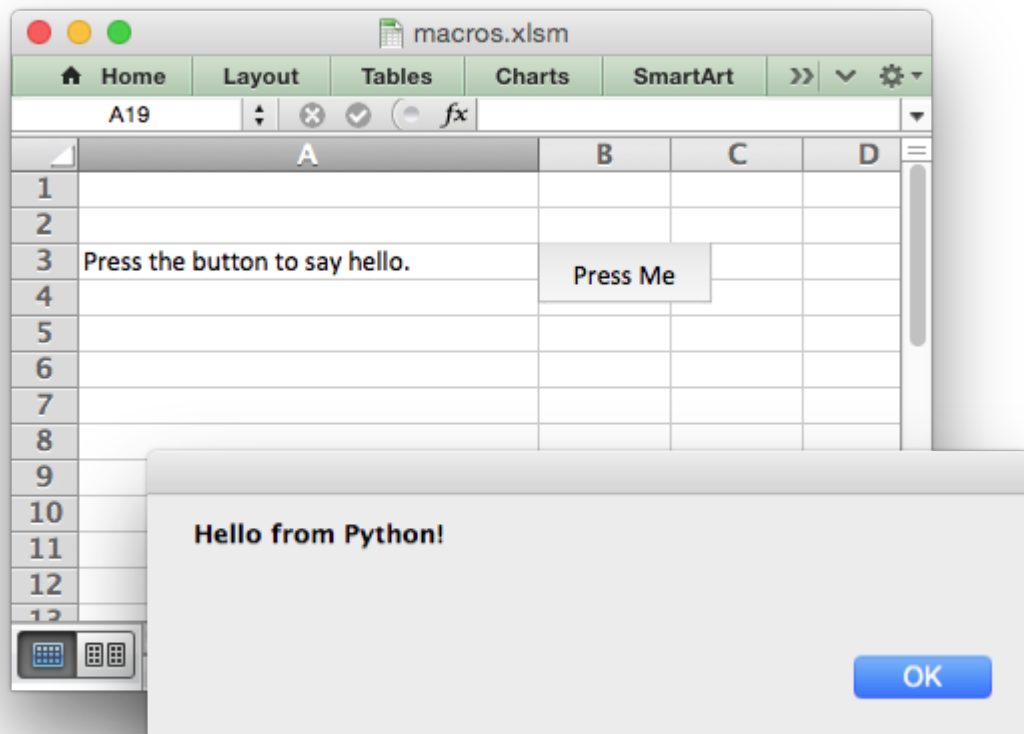 macros.xlsm
Home Layout Tables Charts SmartArt
A19 fx
A B C D
1
2
3 Press the button to say hello. Press Me
4
5
6
7
8
9
10 Hello from Python!
11
12
13
OK